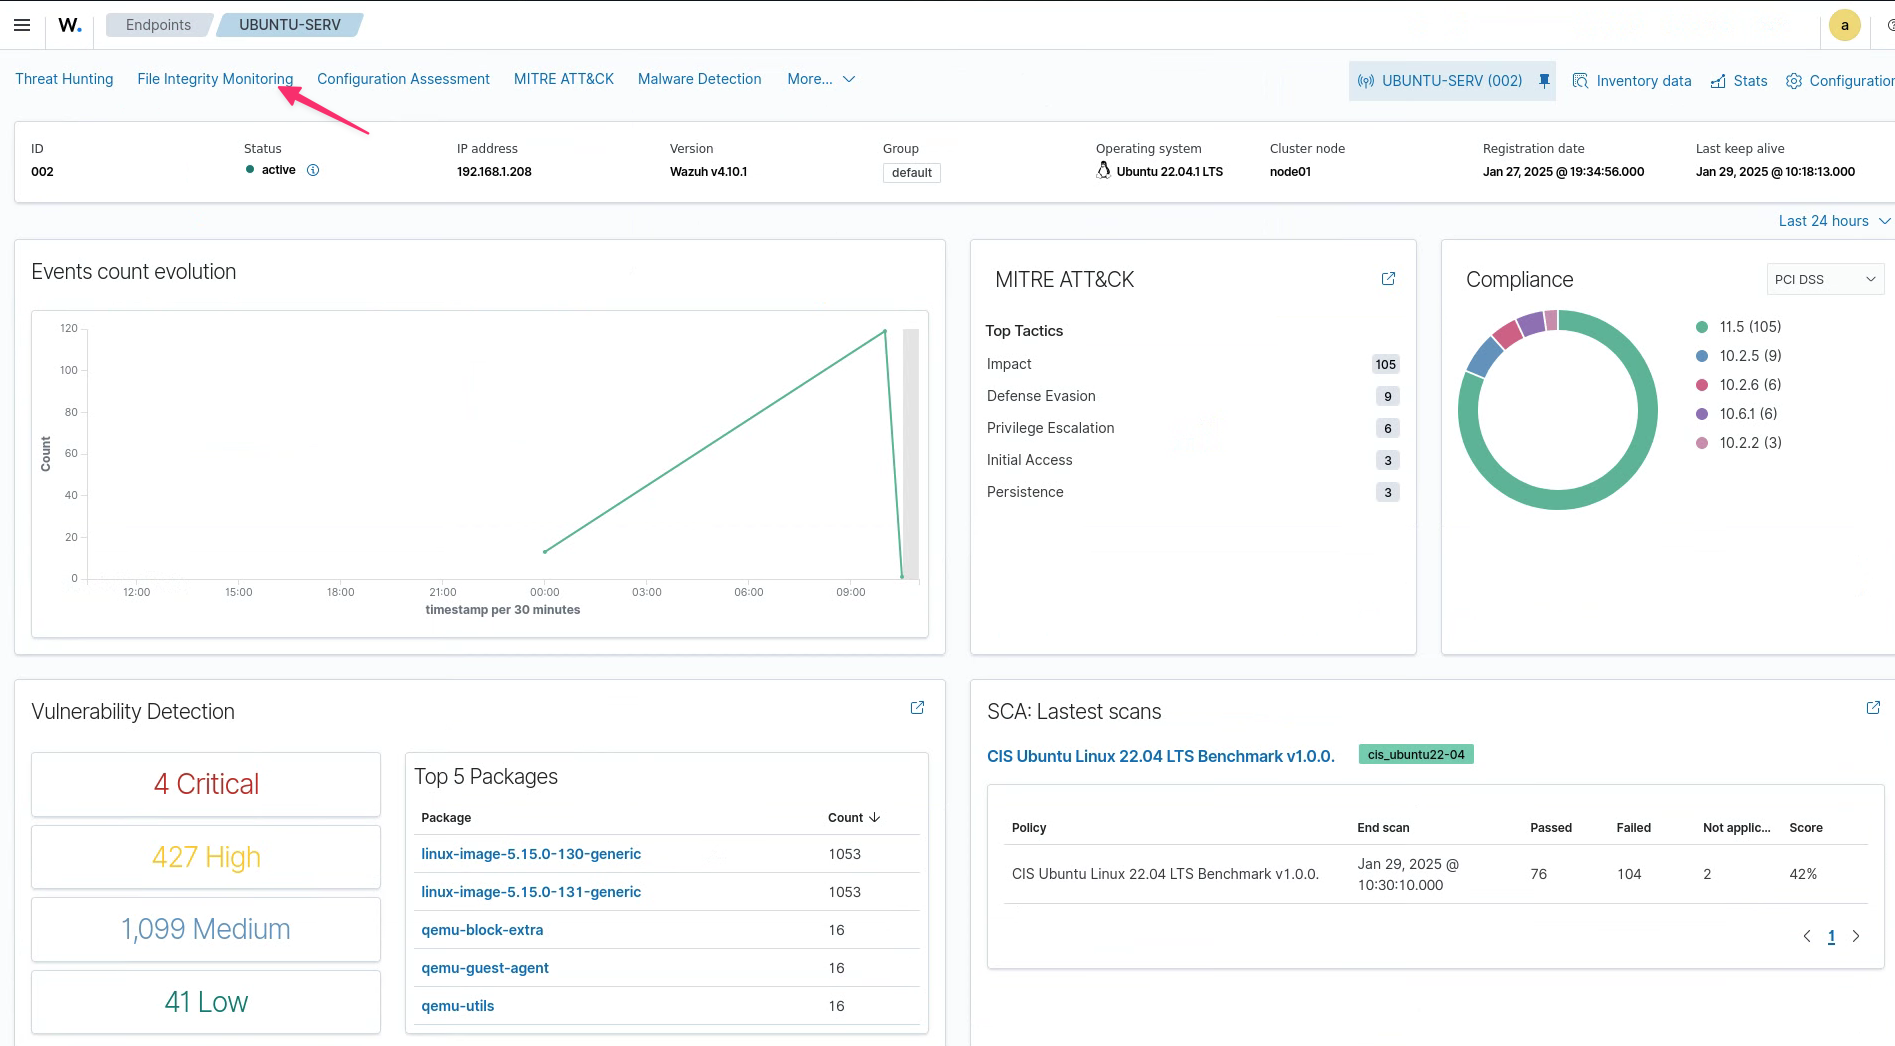 W.
Endpoints
UBUNTU-SERV
a
Threat Hunting
File Integrity Monitoring
Configuration Assessment
MITRE ATT&CK
Malware Detection
More...
UBUNTU-SERV (002)
Inventory data
Stats
Configuration
ID
002
Status
active
IP address
192.168.1.208
Version
Wazuh v4.10.1
Group
default
Operating system
Ubuntu 22.04.1 LTS
Cluster node
node01
Registration date
Jan 27, 2025 @ 19:34:56.000
Last keep alive
Jan 29, 2025 @ 10:18:13.000
Last 24 hours
Events count evolution
120
100
80
60
40
20
0
Count
12:00
15:00
18:00
21:00
00:00
03:00
06:00
09:00
timestamp per 30 minutes
MITRE ATT&CK
Top Tactics
Impact 105
Defense Evasion 9
Privilege Escalation 6
Initial Access 3
Persistence 3
Compliance
PCI DSS
11.5 (105)
10.2.5 (9)
10.2.6 (6)
10.6.1 (6)
10.2.2 (3)
Vulnerability Detection
4 Critical
427 High
1,099 Medium
41 Low
Top 5 Packages
Package Count
linux-image-5.15.0-130-generic 1053
linux-image-5.15.0-131-generic 1053
qemu-block-extra 16
qemu-guest-agent 16
qemu-utils 16
SCA: Lastest scans
CIS Ubuntu Linux 22.04 LTS Benchmark v1.0.0.
cis_ubuntu22-04
Policy End scan Passed Failed Not applic... Score
CIS Ubuntu Linux 22.04 LTS Benchmark v1.0.0. Jan 29, 2025 @ 76 104 2 42%
10:30:10.000
1